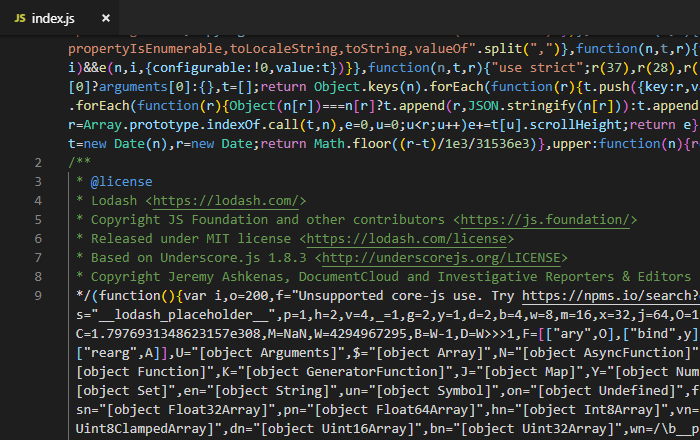 JS index.js ×
propertyIsEnumerable,toLocaleString,toString,valueOf".split(",")},function(n,t,r){
i)&&e(n,i,{configurable:!0,value:t})}},function(n,t,r){"use strict";r(37),r(28),r(
[0]?arguments[0]:{},t=[];return Object.keys(n).forEach(function(r){t.push({key:r,va
.forEach(function(r){Object(n[r])===n[r]?t.append(r,JSON.stringify(n[r])):t.append
r=Array.prototype.indexOf.call(t,n),e=0,u=0;u<r;u++)e+=t[u].scrollHeight;return e}
t=new Date(n),r=new Date;return Math.floor((r-t)/1e3/31536e3)},upper:function(n){r
2 /**
3 * @license
4 * Lodash <https://lodash.com/>
5 * Copyright JS Foundation and other contributors <https://js.foundation/>
6 * Released under MIT license <https://lodash.com/license>
7 * Based on Underscore.js 1.8.3 <http://underscorejs.org/LICENSE>
8 * Copyright Jeremy Ashkenas, DocumentCloud and Investigative Reporters & Editors
9 */(function(){var i,o=200,f="Unsupported core-js use. Try https://npms.io/search?
s="__lodash_placeholder__",p=1,h=2,v=4,_=1,g=2,y=1,d=2,b=4,w=8,m=16,x=32,j=64,O=1
C=1.7976931348623157e308,M=NaN,W=4294967295,B=W-1,D=W>>>1,F=[["ary",O],["bind",y]
["rearg",A]],U="[object Arguments]",$="[object Array]",N="[object AsyncFunction]"
[object Function]",K="[object GeneratorFunction]",J="[object Map]",Y="[object Num
[object Set]",en="[object String]",un="[object Symbol]",on="[object Undefined]",f
sn="[object Float32Array]",pn="[object Float64Array]",hn="[object Int8Array]",vn=
Uint8ClampedArray]",dn="[object Uint16Array]",bn="[object Uint32Array]",wn=/\b__p